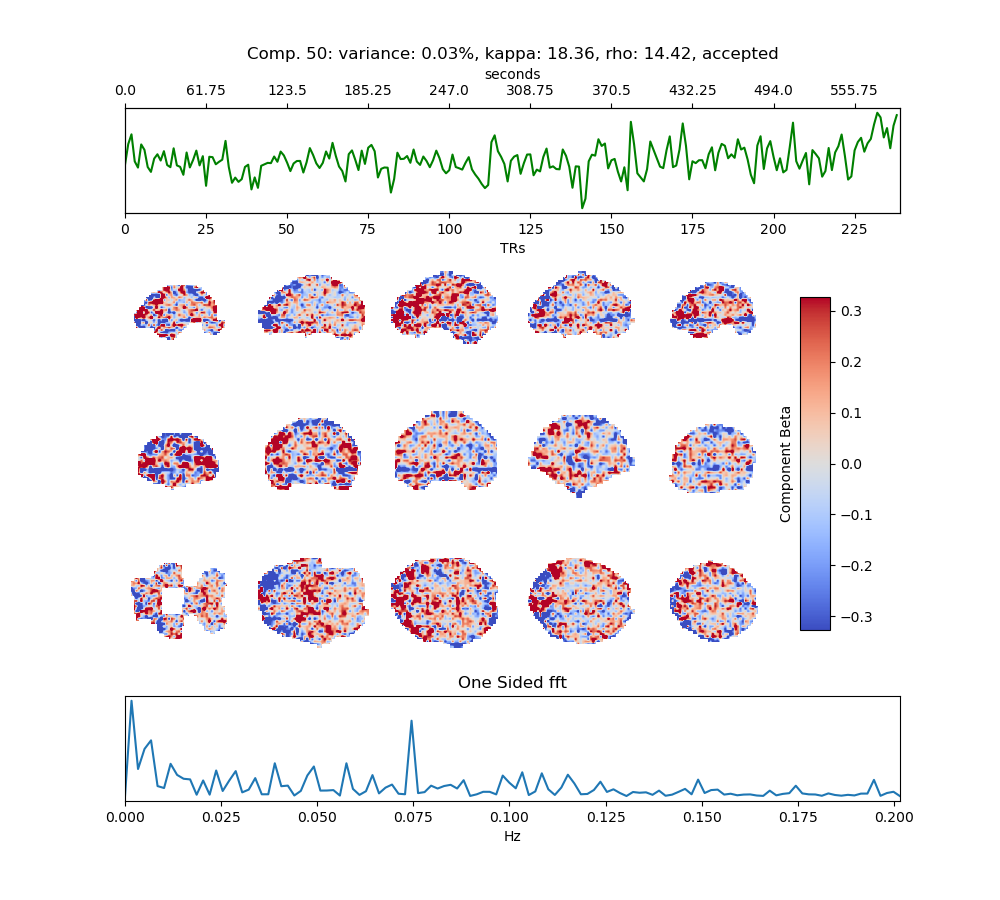 Comp. 50: variance: 0.03%, kappa: 18.36, rho: 14.42, accepted
seconds
0.0 61.75 123.5 185.25 247.0 308.75 370.5 432.25 494.0 555.75
0 25 50 75 100 125 150 175 200 225
TRs
0.3
0.2
0.1
0.0
−0.1
−0.2
−0.3
Component Beta
One Sided fft
0.000 0.025 0.050 0.075 0.100 0.125 0.150 0.175 0.200
Hz